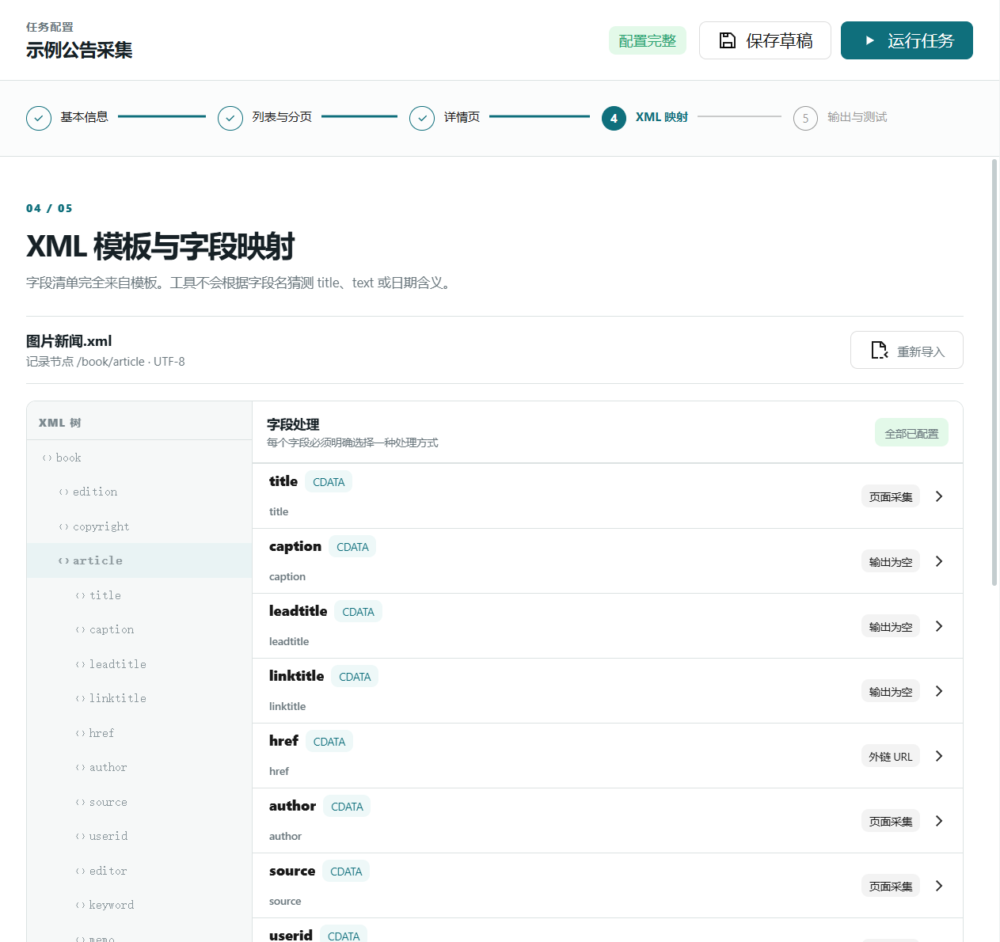 任务配置
示例公告采集
配置完整
保存草稿
运行任务
基本信息
列表与分页
详情页
4 XML 映射
5 输出与测试
04 / 05
XML 模板与字段映射
字段清单完全来自模板。工具不会根据字段名猜测 title、text 或日期含义。
图片新闻.xml
记录节点 /book/article · UTF-8
重新导入
XML 树
‹› book
‹› edition
‹› copyright
‹› article
‹› title
‹› caption
‹› leadtitle
‹› linktitle
‹› href
‹› author
‹› source
‹› userid
‹› editor
‹› keyword
‹› memo
字段处理
每个字段必须明确选择一种处理方式
全部已配置
title CDATA
title
页面采集
caption CDATA
caption
输出为空
leadtitle CDATA
leadtitle
输出为空
linktitle CDATA
linktitle
输出为空
href CDATA
href
外链 URL
author CDATA
author
页面采集
source CDATA
source
页面采集
userid CDATA